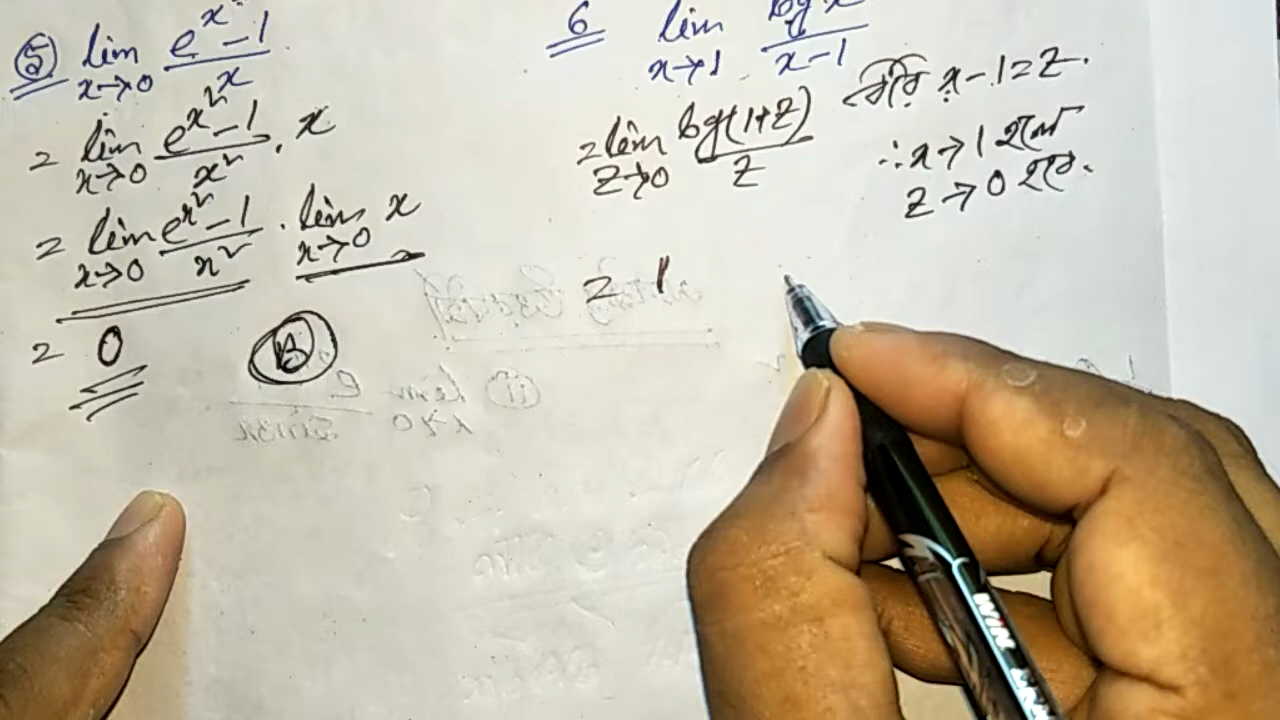 ⑤ lim x→0 (e^(x²) - 1)/x
= lim x→0 (e^(x²) - 1)/x² · x
= lim x→0 (e^(x²) - 1)/x² · lim x→0 x
= 0 Ⓑ
6 lim x→1 log x/(x-1)
ধরি x-1=z.
= lim z→0 log(1+z)/z
∴ x→1 হলে
z→0 হবে.
= 1
WIN